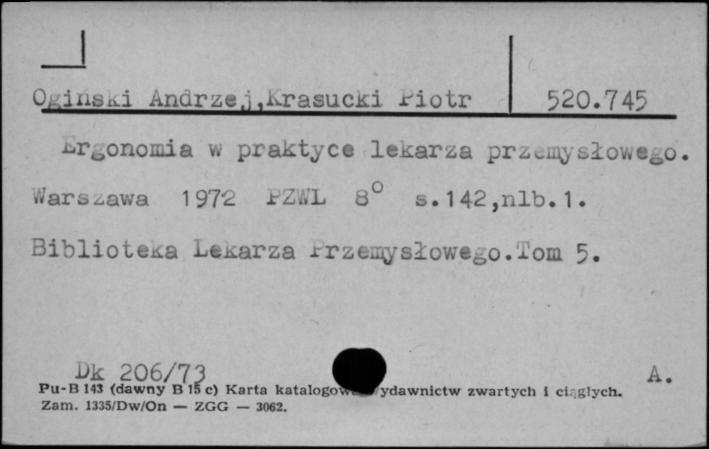 Ogiński Andrzej,Krasucki Piotr 520.745
Ergonomia w praktyce lekarza przemysłowego.
Warszawa 1972 PZWL 8° s.142,nlb.1.
Biblioteka Lekarza Przemysłowego.Tom 5.
Dk 206/73 A.
Pu-B 143 (dawny B 15 c) Karta zwartych i ciągłych.
Zam. 1335/Dw/On — ZGG — 3062.